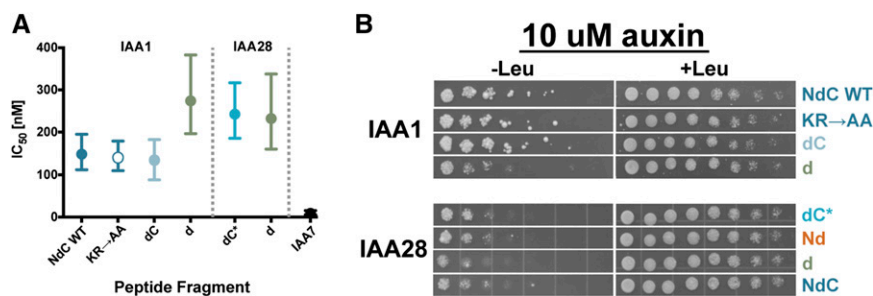 A
IAA1 IAA28
400
300
200
100
0
IC50 [nM]
NdC WT KR→AA dC d dC* d IAA7
Peptide Fragment
B
10 uM auxin
-Leu +Leu
IAA1
NdC WT
KR→AA
dC
d
IAA28
dC*
Nd
d
NdC